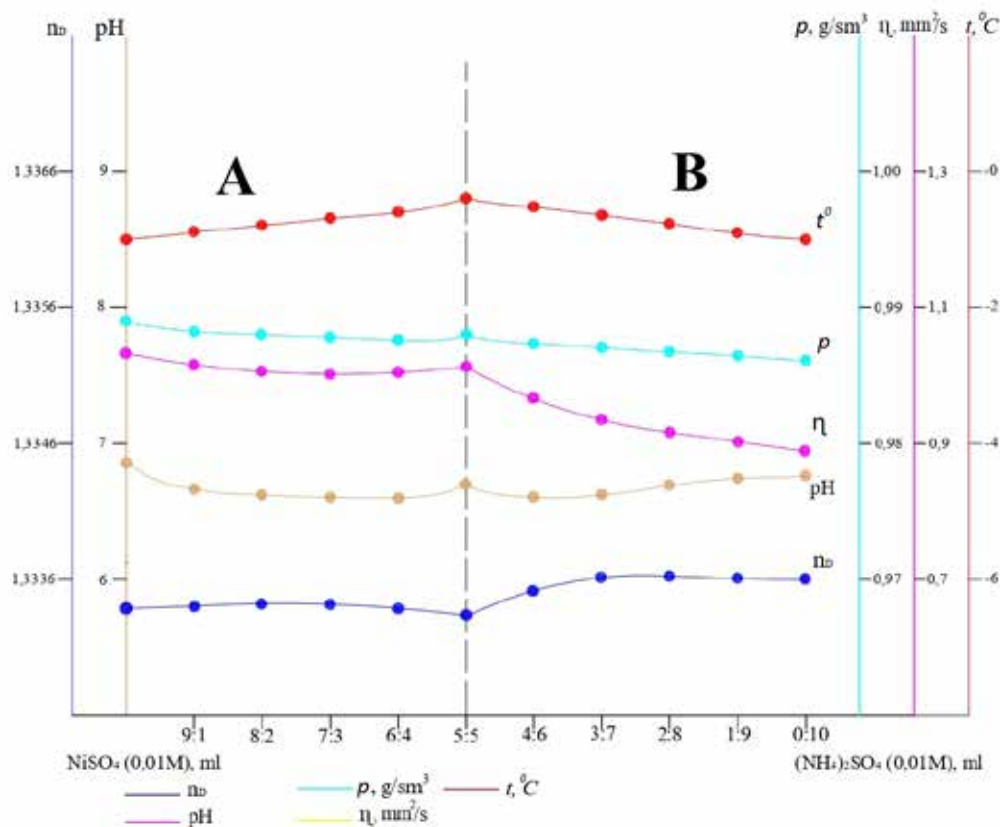 n_D pH p, g/sm³ η, mm²/s t, ⁰C
1,3366 9 1,00 1,3 -0
A B
t⁰
1,3356 8 0,99 1,1 -2
p
η
1,3346 7 0,98 0,9 -4
pH
n_D
1,3336 6 0,97 0,7 -6
9:1 8:2 7:3 6:4 5:5 4:6 3:7 2:8 1:9 0:10
NiSO₄ (0,01M), ml (NH₄)₂SO₄ (0,01M), ml
n_D p, g/sm³ t, ⁰C
pH η, mm²/s